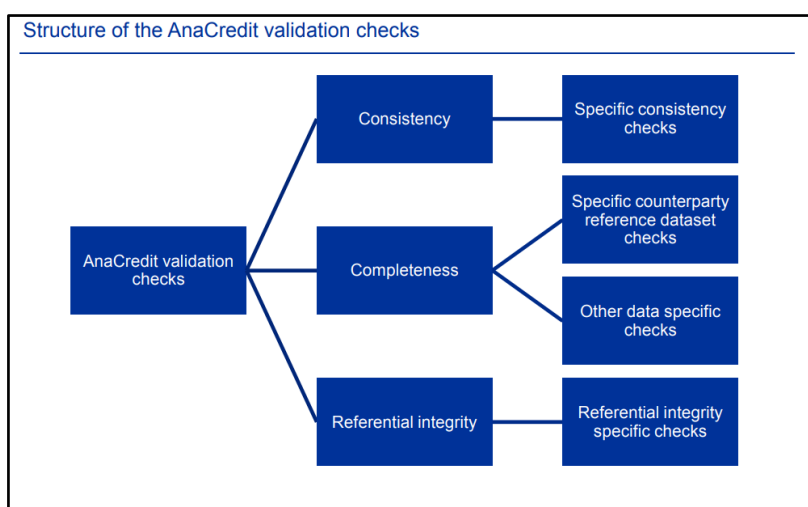 Structure of the AnaCredit validation checks
Consistency
Specific consistency
checks
Specific counterparty
reference dataset
checks
AnaCredit validation
checks
Completeness
Other data specific
checks
Referential integrity
Referential integrity
specific checks